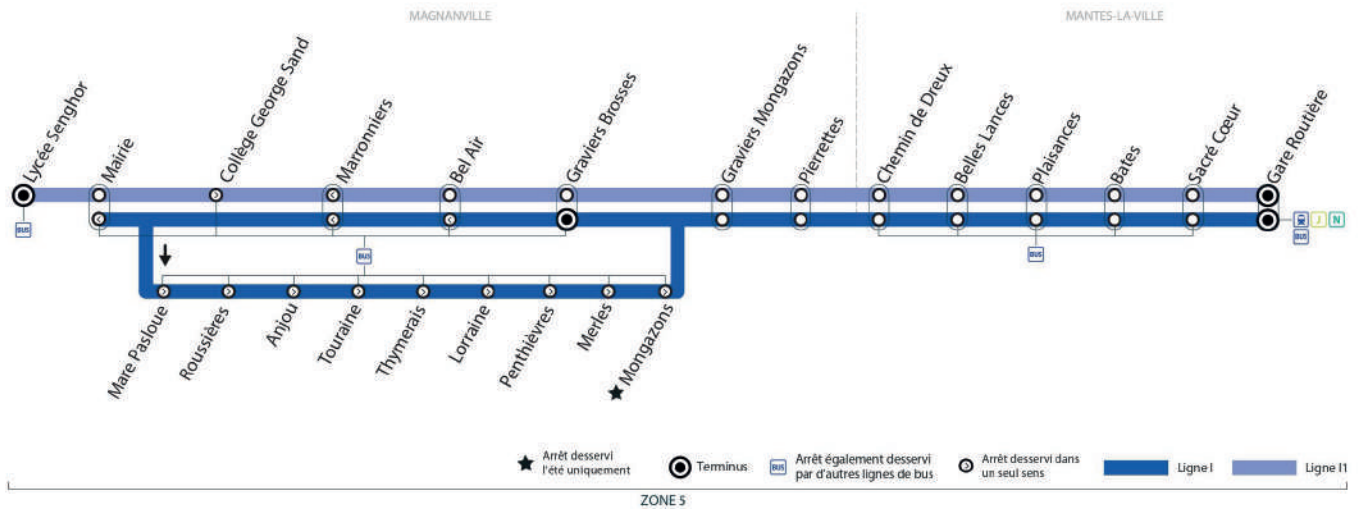 MAGNANVILLE
MANTES-LA-VILLE
Lycée Senghor
Mairie
Collège George Sand
Marronniers
Bel Air
Graviers Brosses
Graviers Mongazons
Pierrettes
Chemin de Dreux
Belles Lances
Plaisances
Bates
Sacré Cœur
Gare Routière
BUS
BUS
J
N
BUS
BUS
Mare Pasloue
Roussières
Anjou
Touraine
Thymerais
Lorraine
Penthièvres
Merles
Mongazons
Arrêt desservi
l'été uniquement
Terminus
BUS
Arrêt également desservi
par d'autres lignes de bus
Arrêt desservi dans
un seul sens
Ligne I
Ligne I1
ZONE 5